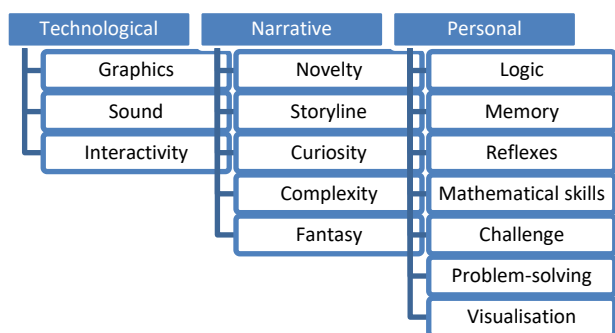 Technological
Graphics
Sound
Interactivity
Narrative
Novelty
Storyline
Curiosity
Complexity
Fantasy
Personal
Logic
Memory
Reflexes
Mathematical skills
Challenge
Problem-solving
Visualisation